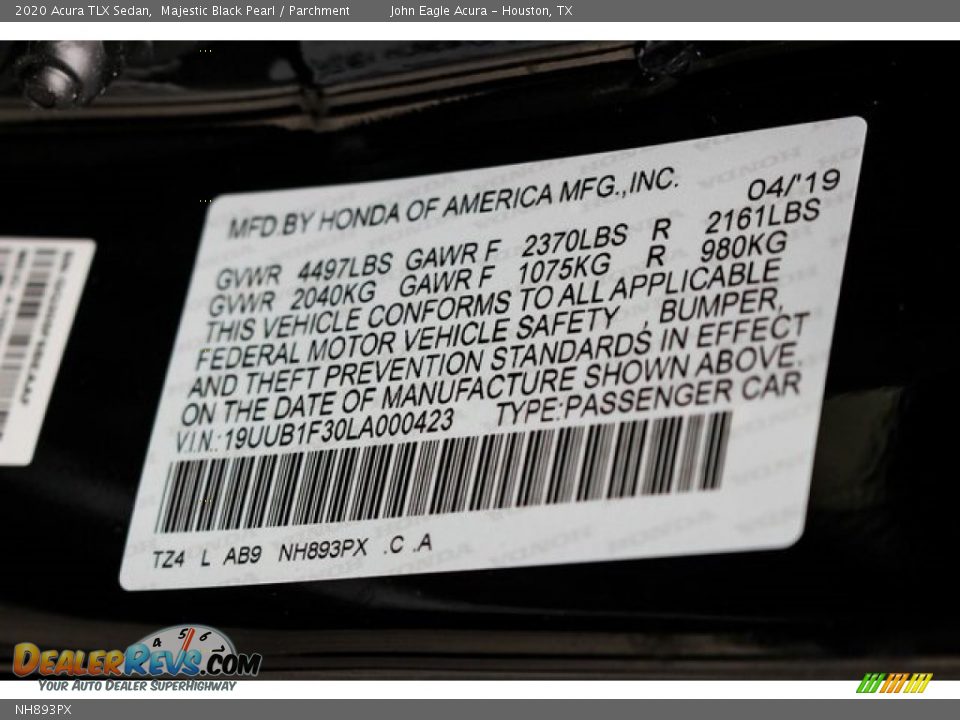 2020 Acura TLX Sedan, Majestic Black Pearl / Parchment John Eagle Acura - Houston, TX
MFD.BY HONDA OF AMERICA MFG.,INC. 04/'19
GVWR 4497LBS GAWR F 2370LBS R 2161LBS
GVWR 2040KG GAWR F 1075KG R 980KG
THIS VEHICLE CONFORMS TO ALL APPLICABLE
FEDERAL MOTOR VEHICLE SAFETY , BUMPER,
AND THEFT PREVENTION STANDARDS IN EFFECT
ON THE DATE OF MANUFACTURE SHOWN ABOVE.
V.I.N.: 19UUB1F30LA000423 TYPE:PASSENGER CAR
TZ4 L AB9 NH893PX .C .A
4 5 6
DEALERREVS.COM
YOUR AUTO DEALER SUPERHIGHWAY
NH893PX